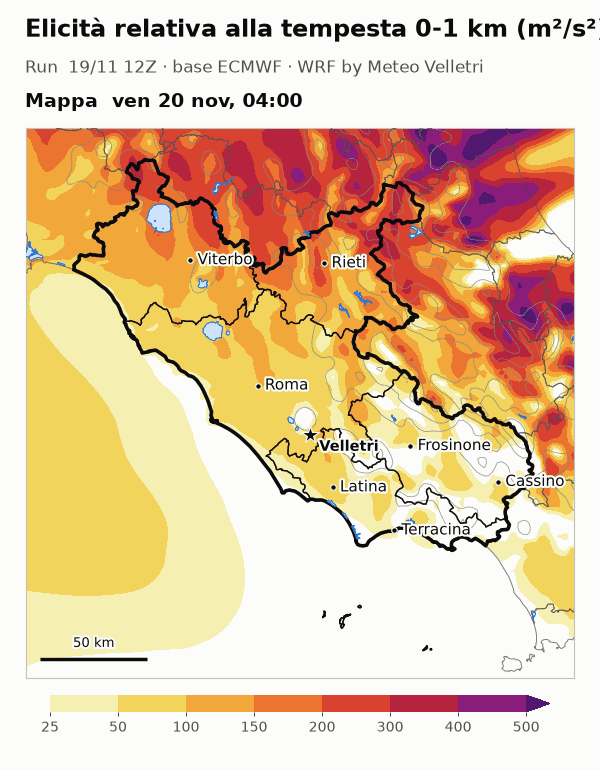 Elicità relativa alla tempesta 0-1 km (m²/s²)
Run  19/11 12Z · base ECMWF · WRF by Meteo Velletri
Mappa  ven 20 nov, 04:00
Viterbo
Rieti
Roma
Velletri
Frosinone
Cassino
Latina
Terracina
50 km
25 50 100 150 200 300 400 500